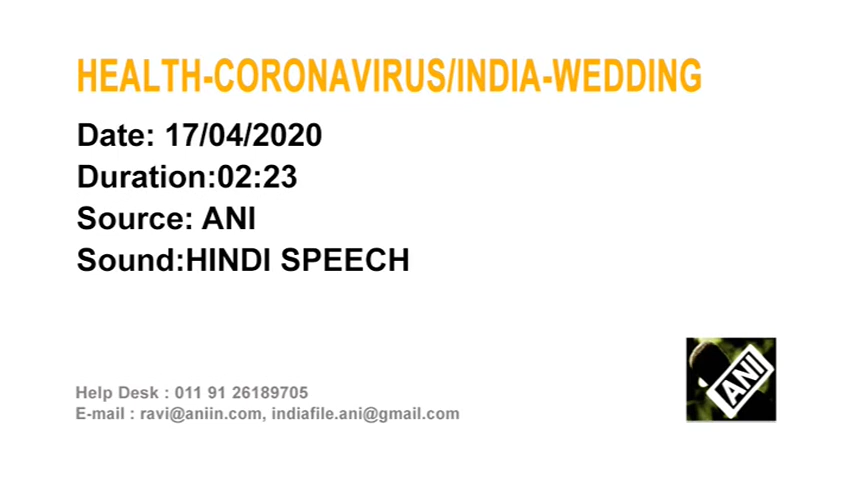 HEALTH-CORONAVIRUS/INDIA-WEDDING
Date: 17/04/2020
Duration:02:23
Source: ANI
Sound:HINDI SPEECH
Help Desk : 011 91 26189705
E-mail : ravi@aniin.com, indiafile.ani@gmail.com
ANI